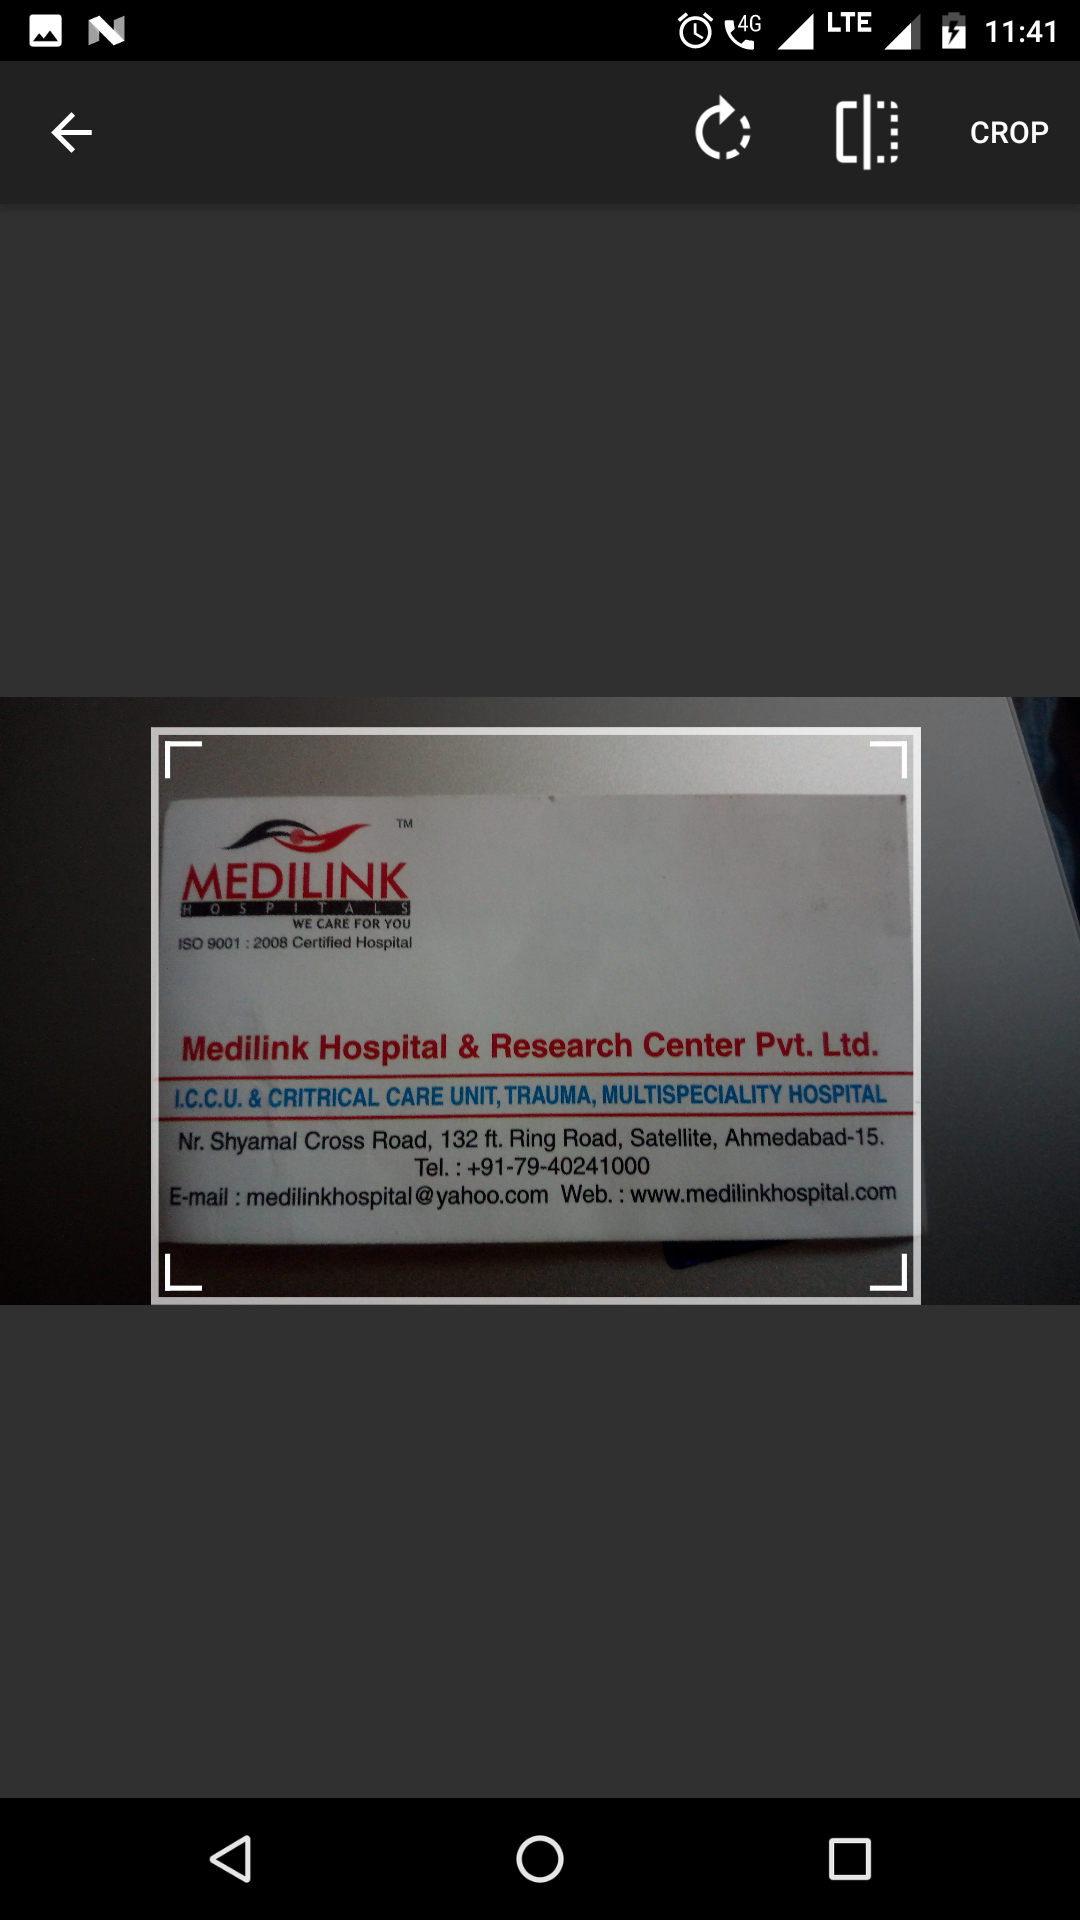 4G LTE 11:41
CROP
TM
MEDILINK
HOSPITALS
WE CARE FOR YOU
ISO 9001 : 2008 Certified Hospital
Medilink Hospital & Research Center Pvt. Ltd.
I.C.C.U. & CRITRICAL CARE UNIT, TRAUMA, MULTISPECIALITY HOSPITAL
Nr. Shyamal Cross Road, 132 ft. Ring Road, Satellite, Ahmedabad-15.
Tel. : +91-79-40241000
E-mail : medilinkhospital@yahoo.com Web. : www.medilinkhospital.com